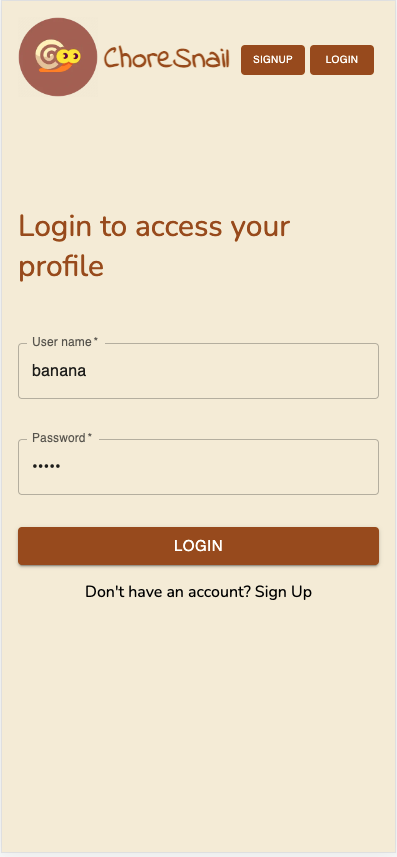 ChoreSnail
SIGNUP
LOGIN
Login to access your
profile
User name *
banana
Password *
•••••
LOGIN
Don't have an account? Sign Up